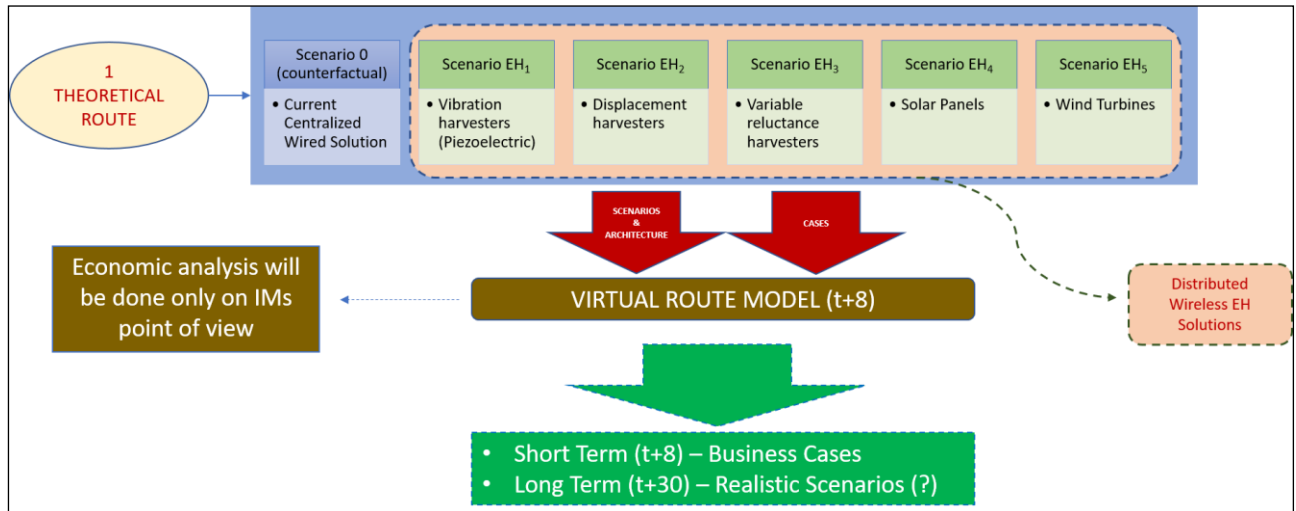 1
THEORETICAL
ROUTE
Scenario 0
(counterfactual)
• Current
Centralized
Wired Solution
Scenario EH₁
• Vibration
harvesters
(Piezoelectric)
Scenario EH₂
• Displacement
harvesters
Scenario EH₃
• Variable
reluctance
harvesters
Scenario EH₄
• Solar Panels
Scenario EH₅
• Wind Turbines
SCENARIOS
&
ARCHITECTURE
CASES
Economic analysis will
be done only on IMs
point of view
VIRTUAL ROUTE MODEL (t+8)
Distributed
Wireless EH
Solutions
• Short Term (t+8) – Business Cases
• Long Term (t+30) – Realistic Scenarios (?)